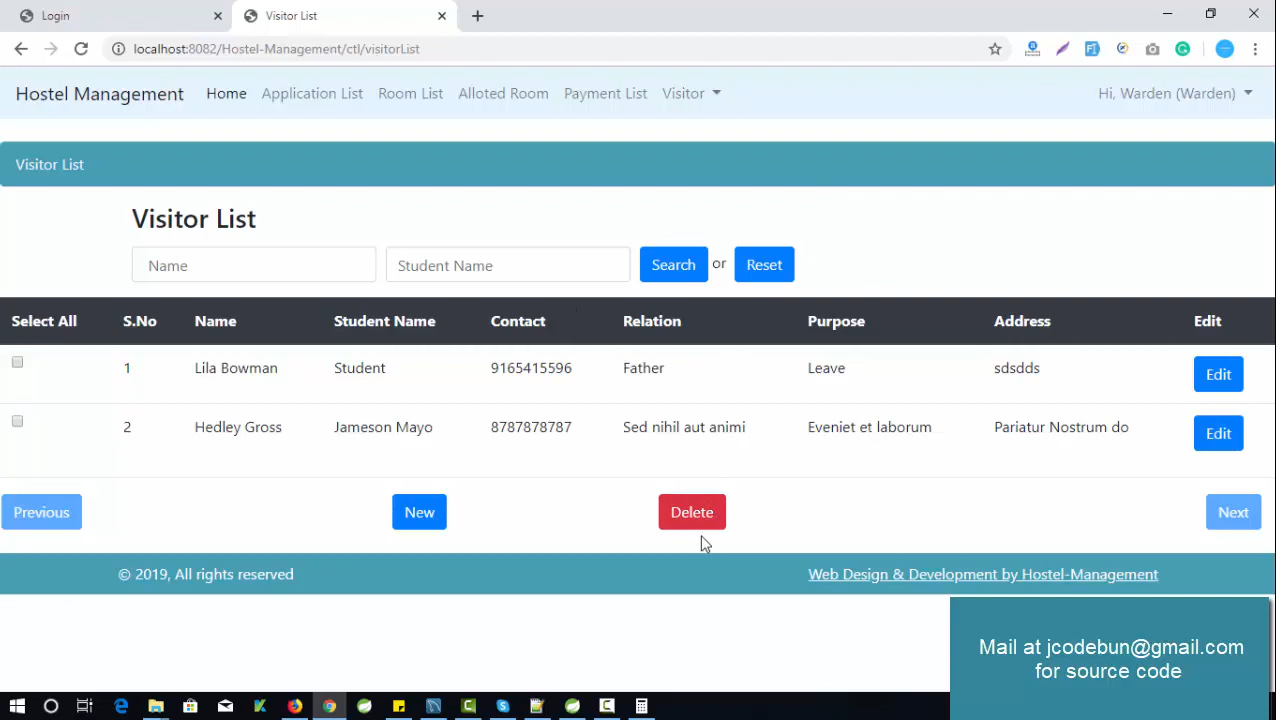 Login
Visitor List
localhost:8082/Hostel-Management/ctl/visitorList
Hostel Management Home Application List Room List Alloted Room Payment List Visitor Hi, Warden (Warden)
Visitor List
Visitor List
Name Student Name Search or Reset
Select All S.No Name Student Name Contact Relation Purpose Address Edit
1 Lila Bowman Student 9165415596 Father Leave sdsdds Edit
2 Hedley Gross Jameson Mayo 8787878787 Sed nihil aut animi Eveniet et laborum Pariatur Nostrum do Edit
Previous New Delete Next
© 2019, All rights reserved Web Design & Development by Hostel-Management
Mail at jcodebun@gmail.com
for source code